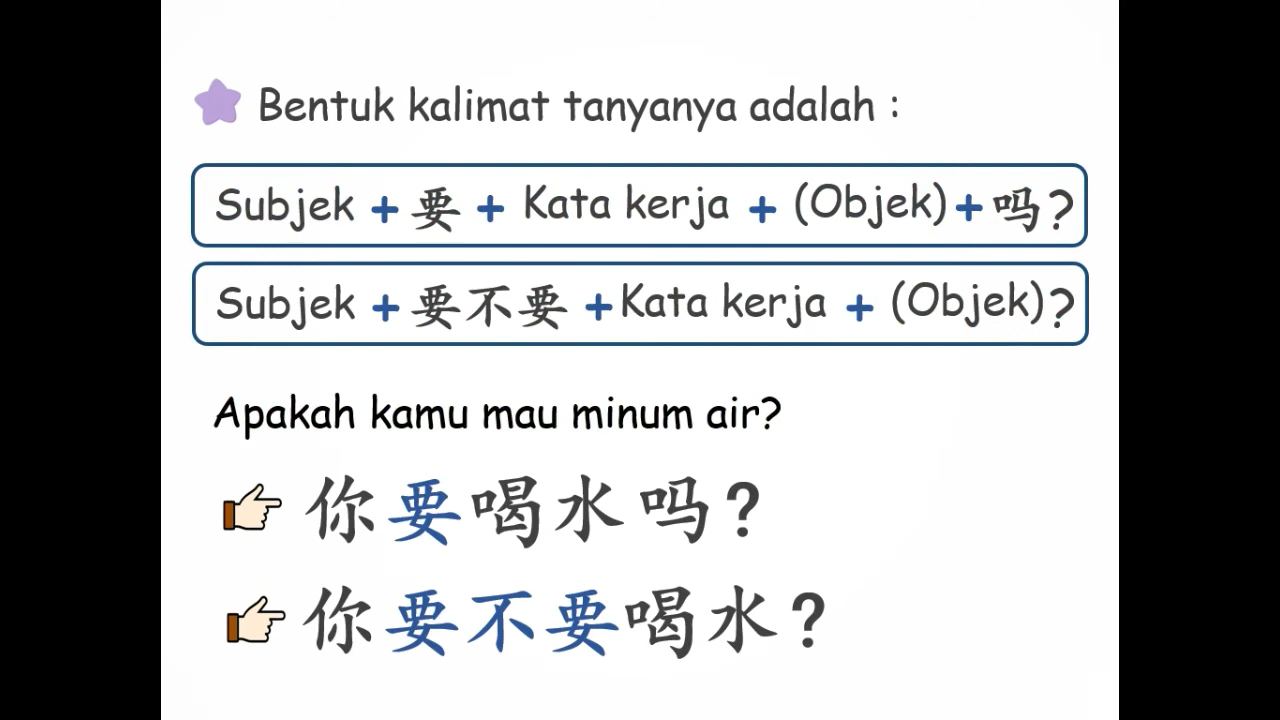 Bentuk kalimat tanyanya adalah :
Subjek + 要 + Kata kerja + (Objek) + 吗?
Subjek + 要不要 + Kata kerja + (Objek)?
Apakah kamu mau minum air?
你要喝水吗?
你要不要喝水?